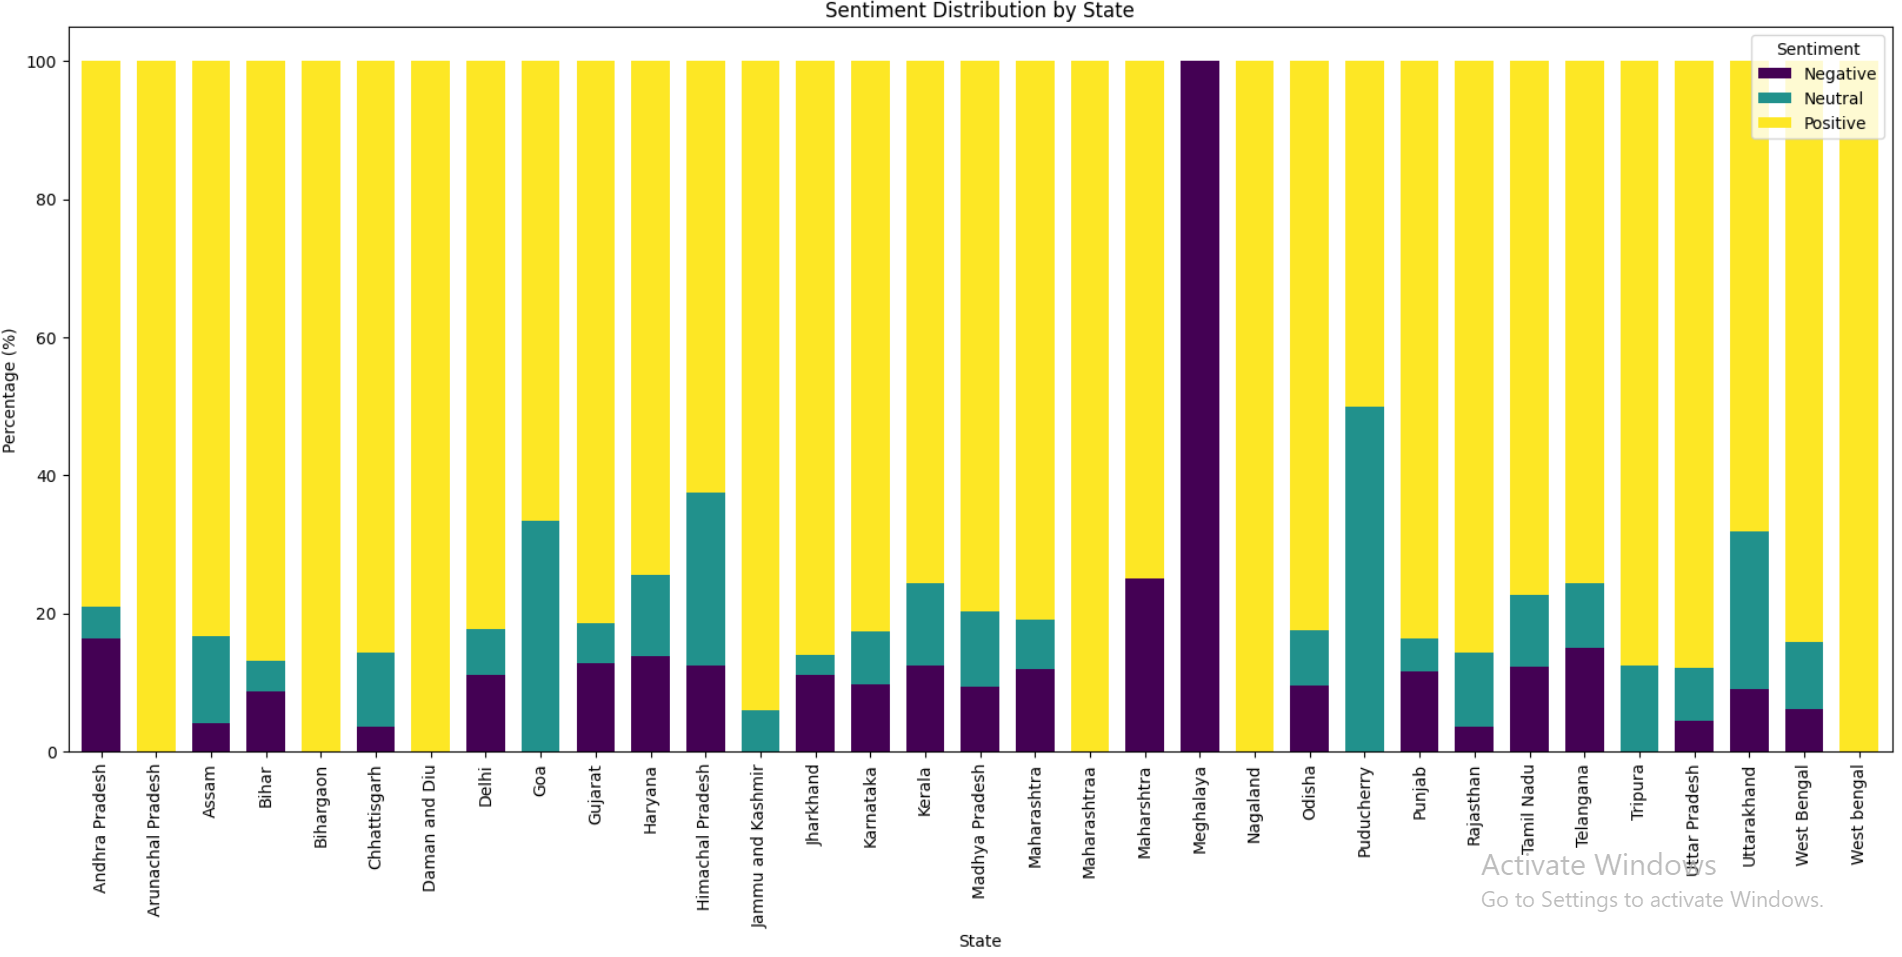 Sentiment Distribution by State
Sentiment
Negative
Neutral
Positive
Percentage (%)
100
80
60
40
20
0
Andhra Pradesh
Arunachal Pradesh
Assam
Bihar
Bihargaon
Chhattisgarh
Daman and Diu
Delhi
Goa
Gujarat
Haryana
Himachal Pradesh
Jammu and Kashmir
Jharkhand
Karnataka
Kerala
Madhya Pradesh
Maharashtra
Maharashtraa
Maharshtra
Meghalaya
Nagaland
Odisha
Puducherry
Punjab
Rajasthan
Tamil Nadu
Telangana
Tripura
Uttar Pradesh
Uttarakhand
West Bengal
West bengal
State
Activate Windows
Go to Settings to activate Windows.